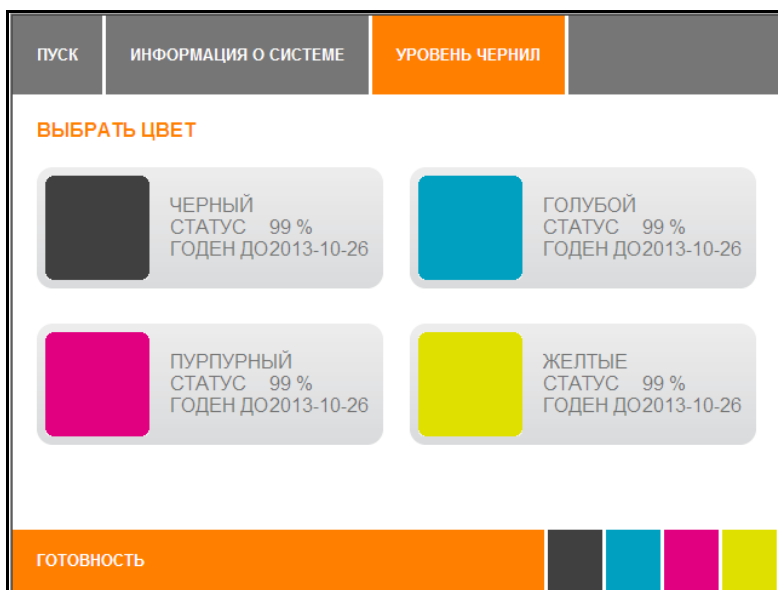 ПУСК
ИНФОРМАЦИЯ О СИСТЕМЕ
УРОВЕНЬ ЧЕРНИЛ
ВЫБРАТЬ ЦВЕТ
ЧЕРНЫЙ
СТАТУС 99 %
ГОДЕН ДО2013-10-26
ГОЛУБОЙ
СТАТУС 99 %
ГОДЕН ДО2013-10-26
ПУРПУРНЫЙ
СТАТУС 99 %
ГОДЕН ДО2013-10-26
ЖЕЛТЫЕ
СТАТУС 99 %
ГОДЕН ДО2013-10-26
ГОТОВНОСТЬ